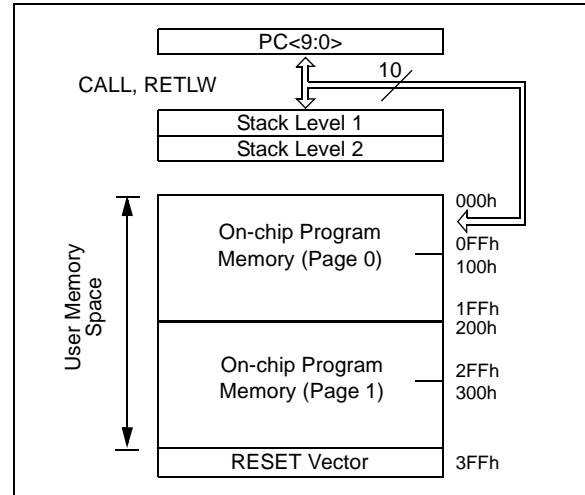 PC<9:0>
10
CALL, RETLW
Stack Level 1
Stack Level 2
User Memory
Space
On-chip Program
Memory (Page 0)
000h
0FFh
100h
1FFh
200h
On-chip Program
Memory (Page 1)
2FFh
300h
RESET Vector
3FFh